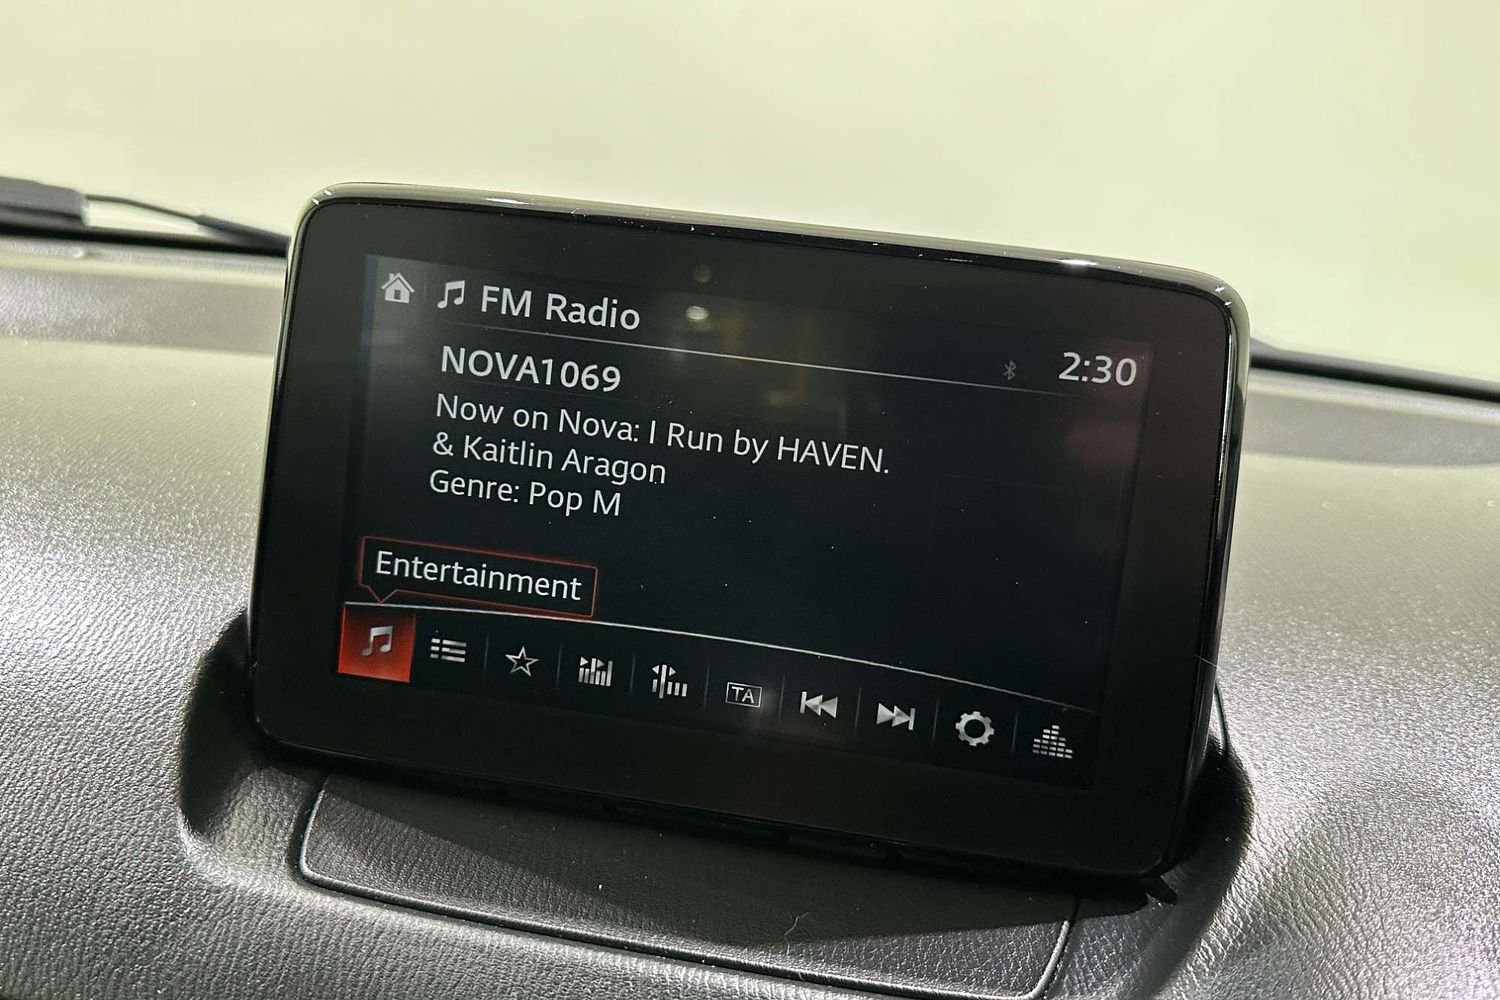 FM Radio
2:30
NOVA1069
Now on Nova: I Run by HAVEN.
& Kaitlin Aragon
Genre: Pop M
Entertainment
TA